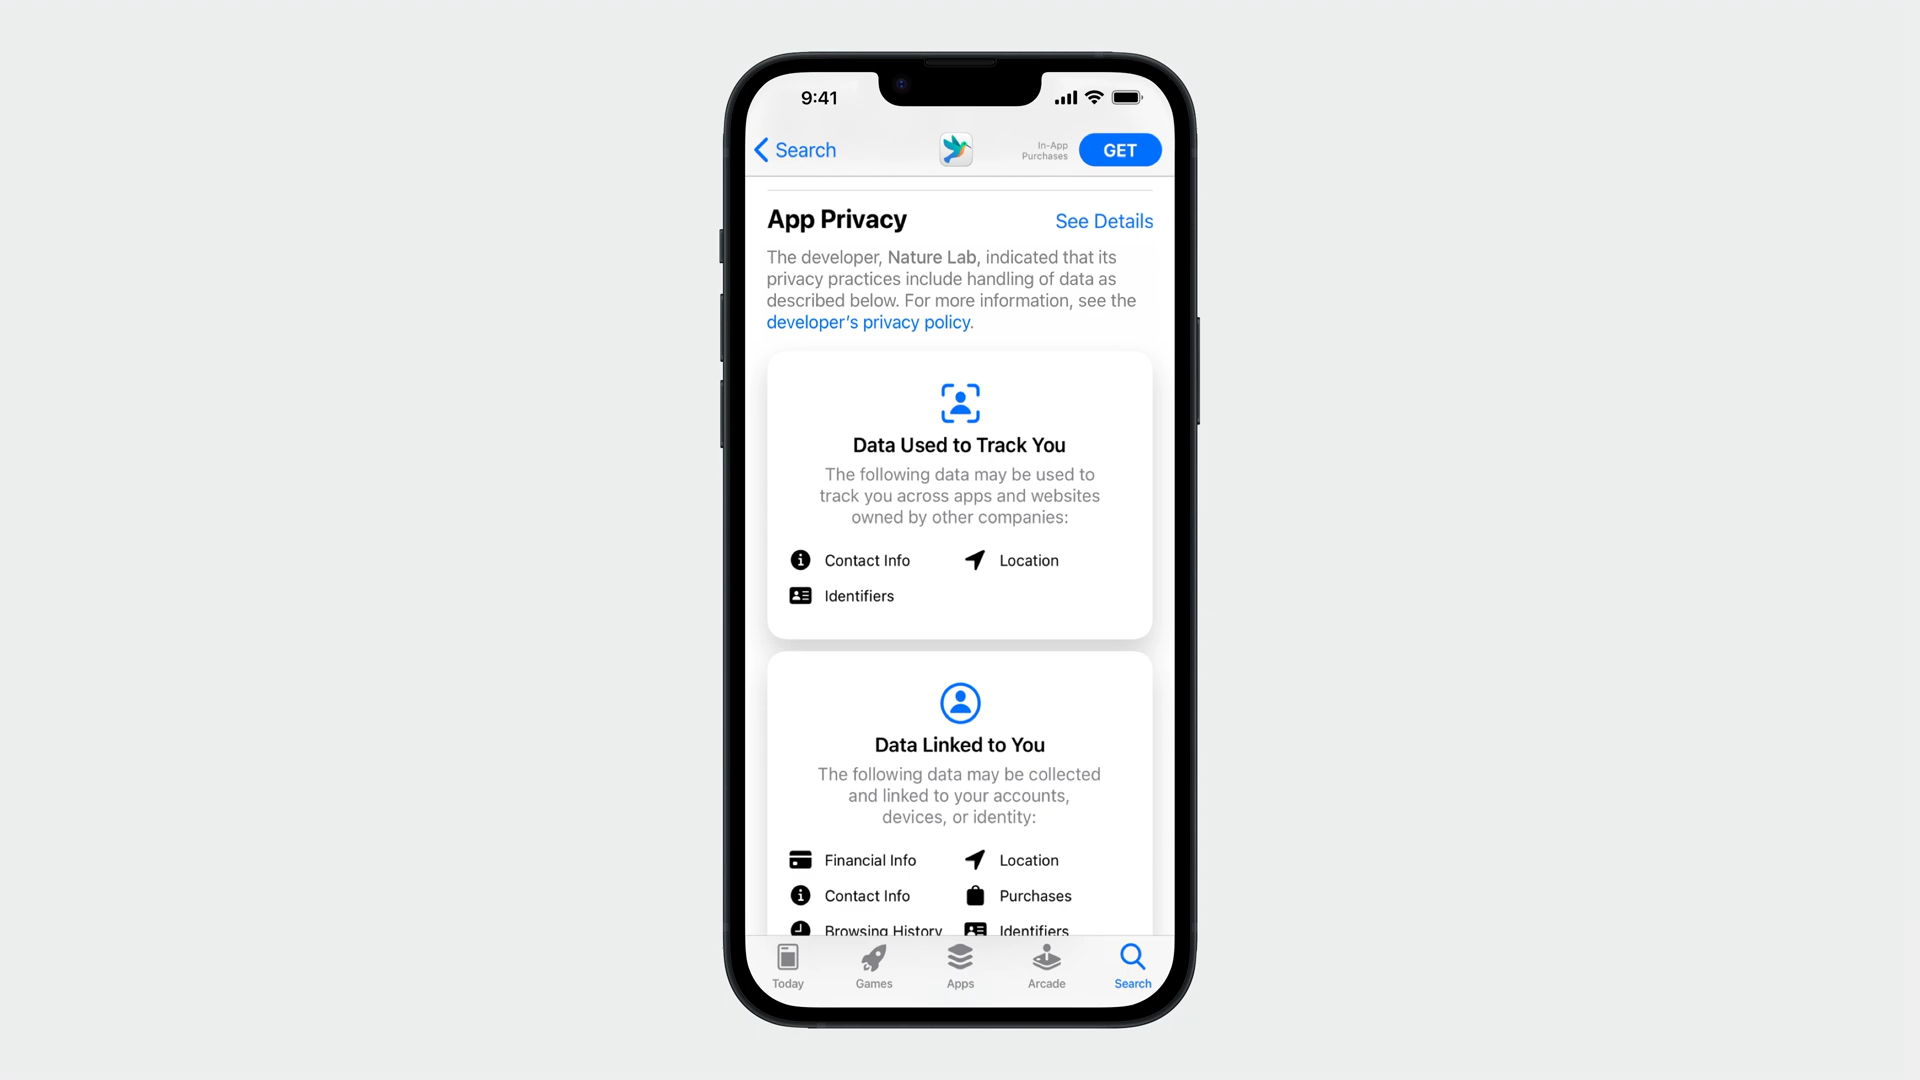 9:41
Search
In-App
Purchases
GET
App Privacy
See Details
The developer, Nature Lab, indicated that its
privacy practices include handling of data as
described below. For more information, see the
developer’s privacy policy.
Data Used to Track You
The following data may be used to
track you across apps and websites
owned by other companies:
Contact Info
Location
Identifiers
Data Linked to You
The following data may be collected
and linked to your accounts,
devices, or identity:
Financial Info
Location
Contact Info
Purchases
Browsing History
Identifiers
Today
Games
Apps
Arcade
Search